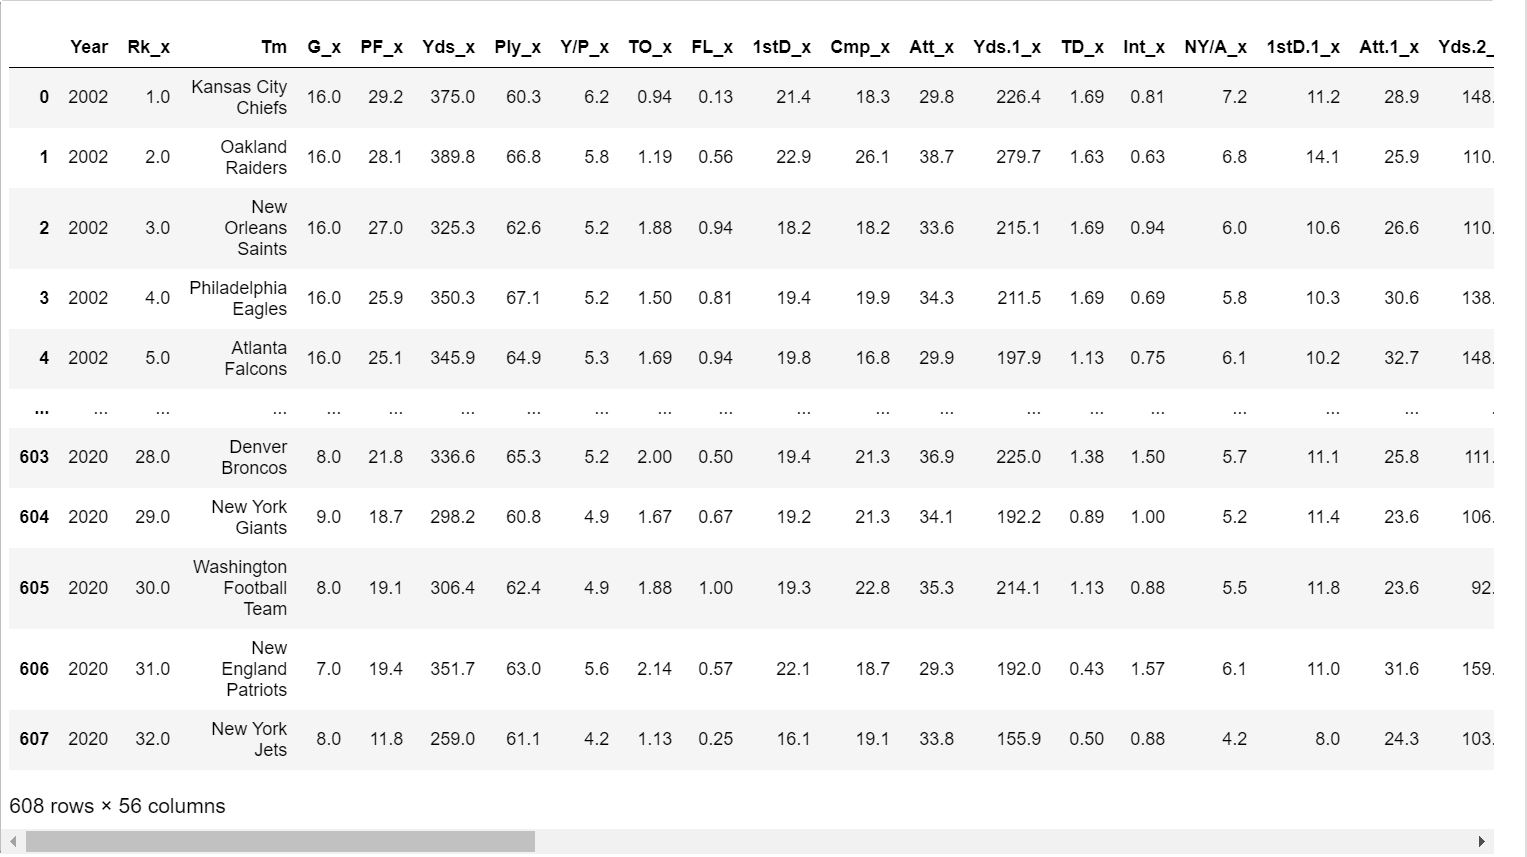 Year Rk_x Tm G_x PF_x Yds_x Ply_x Y/P_x TO_x FL_x 1stD_x Cmp_x Att_x Yds.1_x TD_x Int_x NY/A_x 1stD.1_x Att.1_x Yds.2_
0 2002 1.0 Kansas City Chiefs 16.0 29.2 375.0 60.3 6.2 0.94 0.13 21.4 18.3 29.8 226.4 1.69 0.81 7.2 11.2 28.9 148.
1 2002 2.0 Oakland Raiders 16.0 28.1 389.8 66.8 5.8 1.19 0.56 22.9 26.1 38.7 279.7 1.63 0.63 6.8 14.1 25.9 110.
2 2002 3.0 New Orleans Saints 16.0 27.0 325.3 62.6 5.2 1.88 0.94 18.2 18.2 33.6 215.1 1.69 0.94 6.0 10.6 26.6 110.
3 2002 4.0 Philadelphia Eagles 16.0 25.9 350.3 67.1 5.2 1.50 0.81 19.4 19.9 34.3 211.5 1.69 0.69 5.8 10.3 30.6 138.
4 2002 5.0 Atlanta Falcons 16.0 25.1 345.9 64.9 5.3 1.69 0.94 19.8 16.8 29.9 197.9 1.13 0.75 6.1 10.2 32.7 148.
... ... ... ... ... ... ... ... ... ... ... ... ... ... ... ... ... ... ... ... .
603 2020 28.0 Denver Broncos 8.0 21.8 336.6 65.3 5.2 2.00 0.50 19.4 21.3 36.9 225.0 1.38 1.50 5.7 11.1 25.8 111.
604 2020 29.0 New York Giants 9.0 18.7 298.2 60.8 4.9 1.67 0.67 19.2 21.3 34.1 192.2 0.89 1.00 5.2 11.4 23.6 106.
605 2020 30.0 Washington Football Team 8.0 19.1 306.4 62.4 4.9 1.88 1.00 19.3 22.8 35.3 214.1 1.13 0.88 5.5 11.8 23.6 92.
606 2020 31.0 New England Patriots 7.0 19.4 351.7 63.0 5.6 2.14 0.57 22.1 18.7 29.3 192.0 0.43 1.57 6.1 11.0 31.6 159.
607 2020 32.0 New York Jets 8.0 11.8 259.0 61.1 4.2 1.13 0.25 16.1 19.1 33.8 155.9 0.50 0.88 4.2 8.0 24.3 103.
608 rows × 56 columns